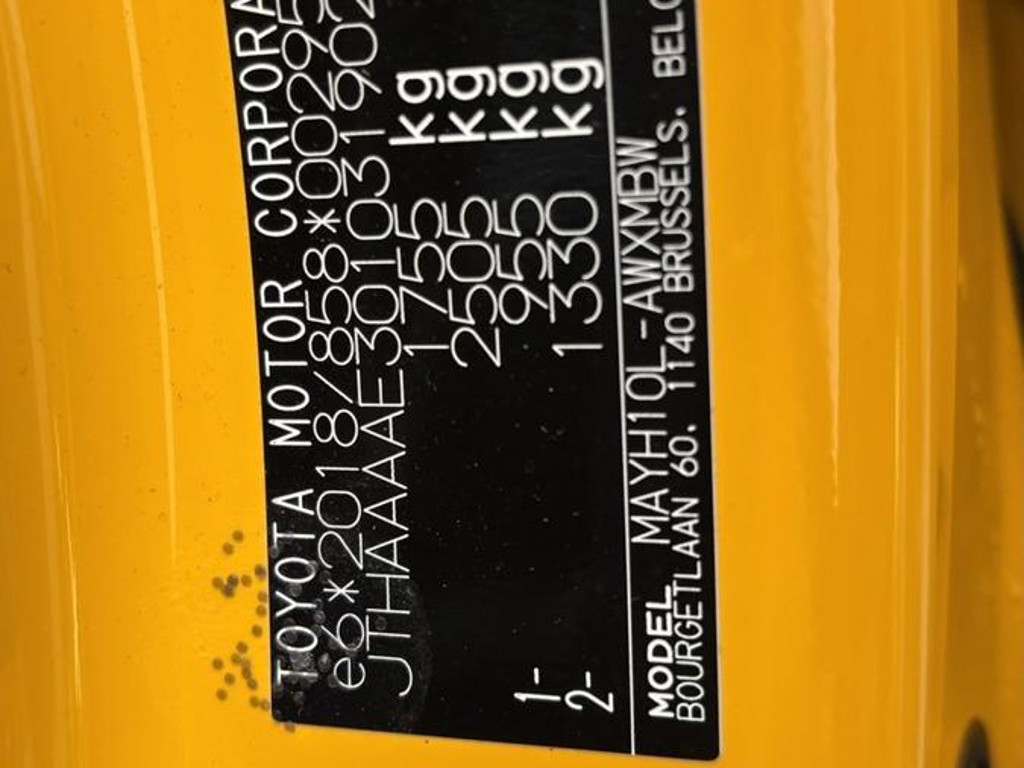 TOYOTA MOTOR CORPORA
e6*2018/858*00295
JTHAAAAE301031902
1755 kg
2505 kg
1- 955 kg
2- 1330 kg
MODEL MAYH10L-AWXMBW
BOURGETLAAN 60. 1140 BRUSSELS. BELG